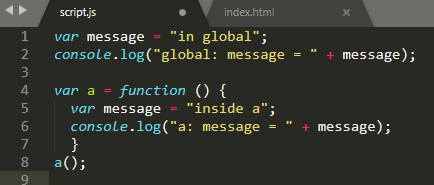 script.js index.html
1 var message = "in global";
2 console.log("global: message = " + message);
3
4 var a = function () {
5   var message = "inside a";
6   console.log("a: message = " + message);
7   }
8 a();
9